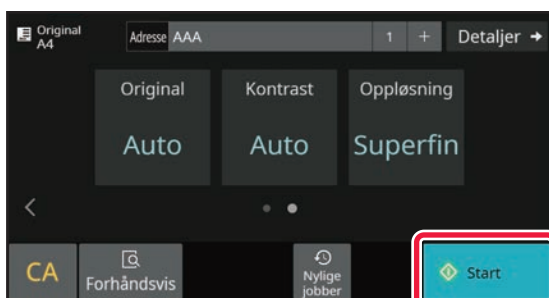 Original
A4
Adresse AAA 1 + Detaljer →
Original Kontrast Oppløsning
Auto Auto Superfin
CA Forhåndsvis Nylige
jobber Start